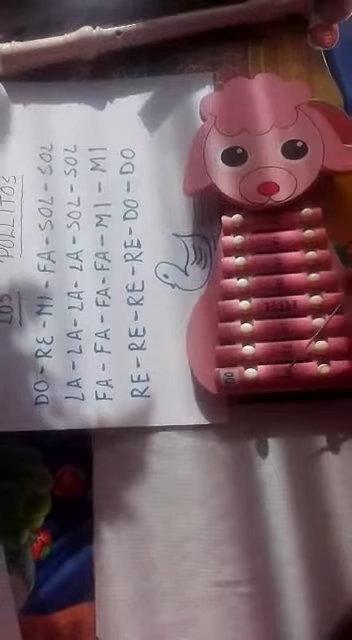 LOS POLLITOS
DO-RE-MI-FA-SOL-SOL
LA-LA-LA-LA-SOL-SOL
FA-FA-FA-FA-MI-MI
RE-RE-RE-RE-DO-DO
DO